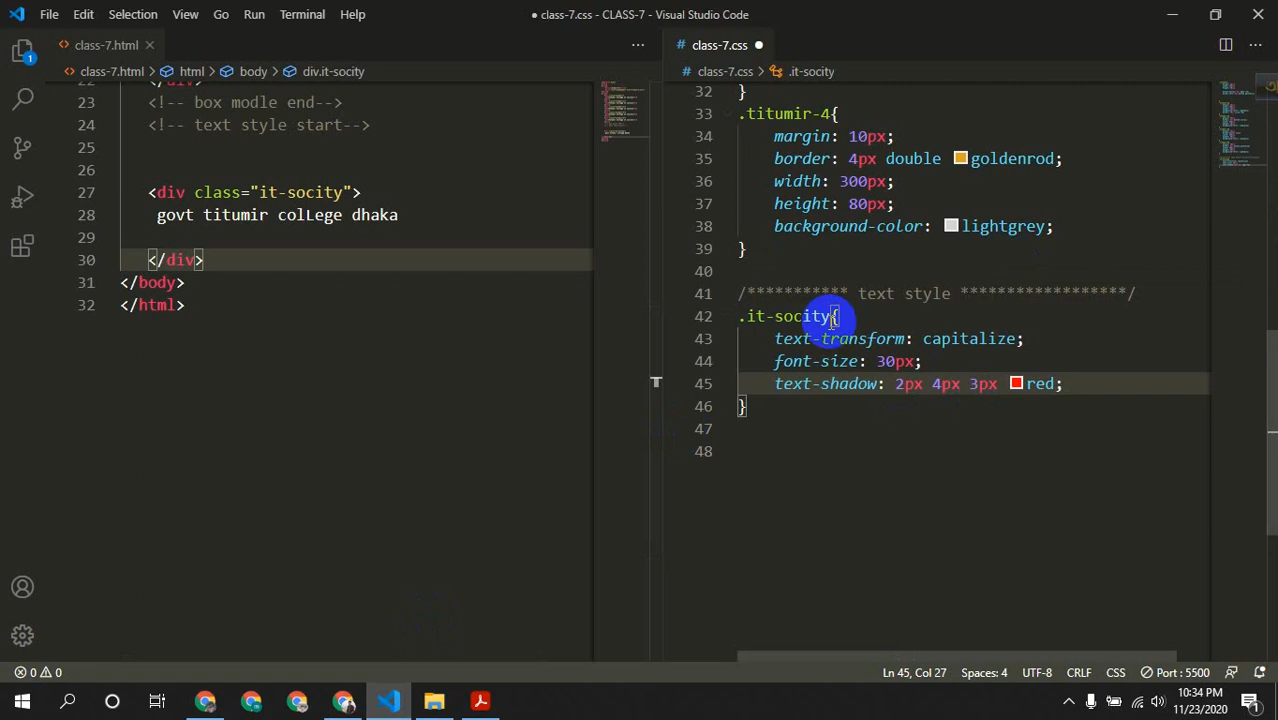 File Edit Selection View Go Run Terminal Help
● class-7.css - CLASS-7 - Visual Studio Code
class-7.html ×
class-7.html > html > body > div.it-socity
23 <!-- box modle end-->
24 <!-- text style start-->
25
26
27 <div class="it-socity">
28 govt titumir colLege dhaka
29
30 </div>
31 </body>
32 </html>
# class-7.css ●
# class-7.css > .it-socity
32 }
33 .titumir-4{
34 margin: 10px;
35 border: 4px double goldenrod;
36 width: 300px;
37 height: 80px;
38 background-color: lightgrey;
39 }
40
41 /*********** text style ******************/
42 .it-socity{
43 text-transform: capitalize;
44 font-size: 30px;
45 text-shadow: 2px 4px 3px red;
46 }
47
48
0 0
Ln 45, Col 27 Spaces: 4 UTF-8 CRLF CSS Port : 5500
10:34 PM
11/23/2020